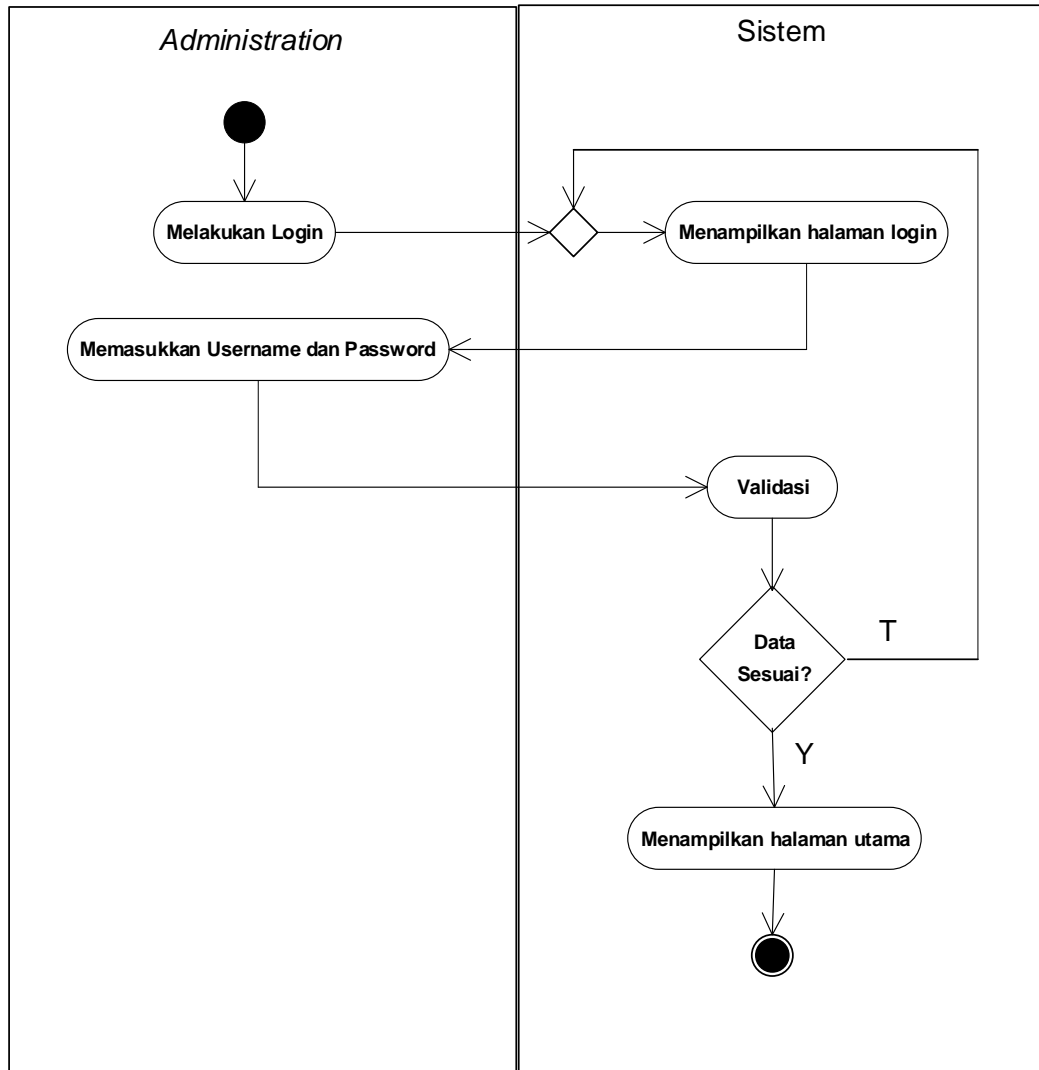 Administration
Sistem
Melakukan Login
Menampilkan halaman login
Memasukkan Username dan Password
Validasi
Data
Sesuai?
T
Y
Menampilkan halaman utama